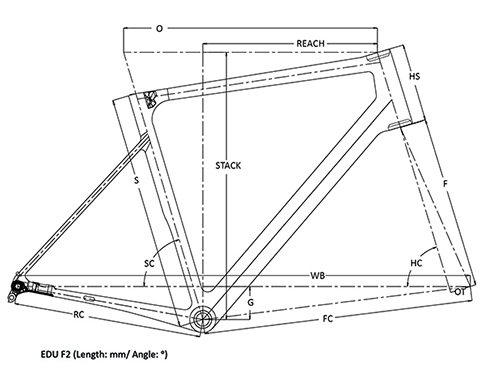 O
REACH
HS
STACK
S
F
SC
HC
WB
OT
G
RC
FC
EDU F2 (Length: mm/ Angle: º)